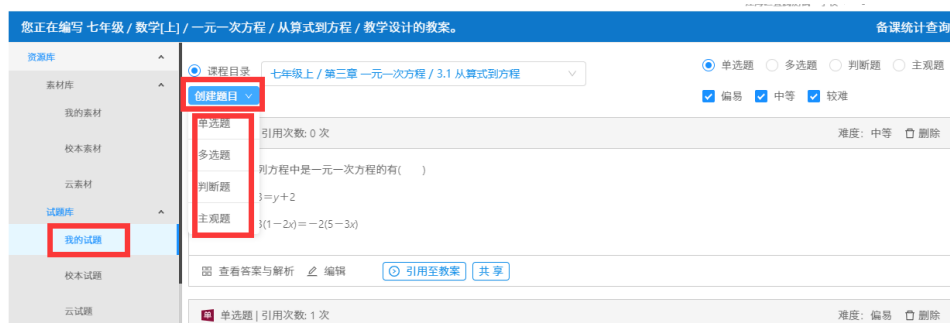 您正在编写 七年级 / 数学[上] / 一元一次方程 / 从算式到方程 / 教学设计的教案。 备课统计查询
资源库
课程目录 七年级上 / 第三章 一元一次方程 / 3.1 从算式到方程
单选题 多选题 判断题 主观题
素材库
创建题目
偏易 中等 较难
我的素材
单选题
引用次数: 0 次
难度: 中等 删除
校本素材
多选题
列方程中是一元一次方程的有( )
云素材
判断题
3=y+2
试题库
主观题
3(1−2x)=−2(5−3x)
我的试题
校本试题
查看答案与解析 编辑 引用至教案 共享
云试题
单 单选题 | 引用次数: 1 次
难度: 偏易 删除